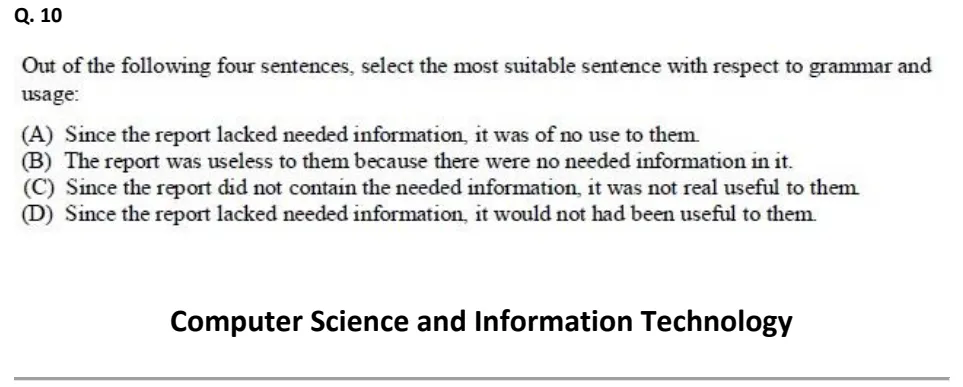 Q. 10
Out of the following four sentences, select the most suitable sentence with respect to grammar and
usage:
(A) Since the report lacked needed information, it was of no use to them.
(B) The report was useless to them because there were no needed information in it.
(C) Since the report did not contain the needed information, it was not real useful to them.
(D) Since the report lacked needed information, it would not had been useful to them.
Computer Science and Information Technology